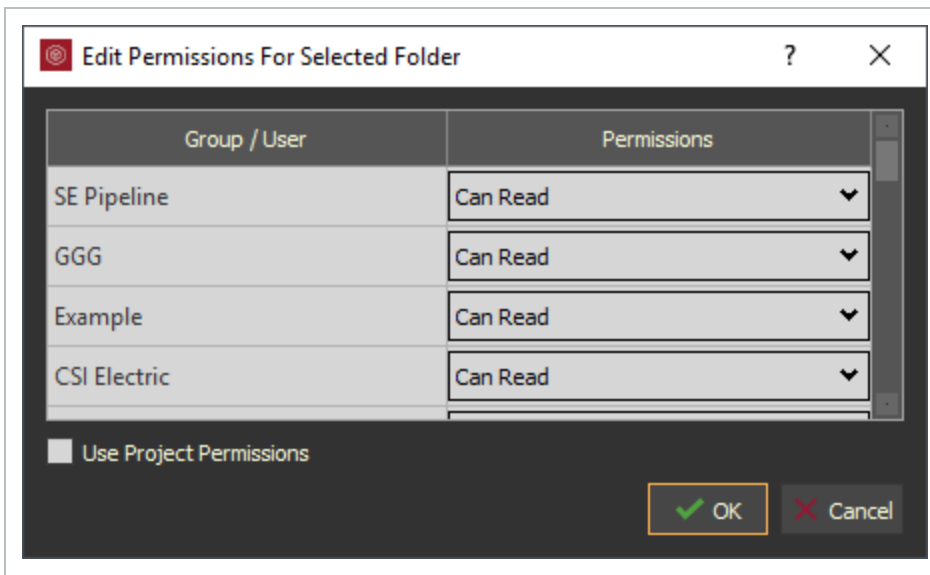 Edit Permissions For Selected Folder ?
Group / User Permissions
SE Pipeline Can Read
GGG Can Read
Example Can Read
CSI Electric Can Read
Use Project Permissions
OK Cancel